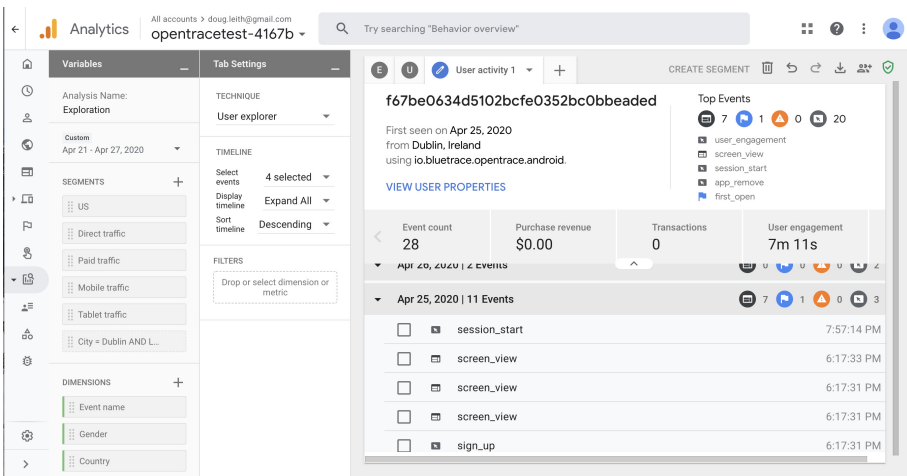 Analytics
All accounts > doug.leith@gmail.com
opentracetest-4167b
Try searching "Behavior overview"
Variables
Analysis Name:
Exploration
Custom
Apr 21 - Apr 27, 2020
SEGMENTS
US
Direct traffic
Paid traffic
Mobile traffic
Tablet traffic
City = Dublin AND L...
DIMENSIONS
Event name
Gender
Country
Tab Settings
TECHNIQUE
User explorer
TIMELINE
Select events 4 selected
Display timeline Expand All
Sort timeline Descending
FILTERS
Drop or select dimension or
metric
E U User activity 1
CREATE SEGMENT
f67be0634d5102bcfe0352bc0bbeaded
First seen on Apr 25, 2020
from Dublin, Ireland
using io.bluetrace.opentrace.android.
VIEW USER PROPERTIES
Top Events
7 1 0 20
user_engagement
screen_view
session_start
app_remove
first_open
Event count Purchase revenue Transactions User engagement
28 $0.00 0 7m 11s
Apr 26, 2020 | 2 Events 0 0 0 2
Apr 25, 2020 | 11 Events 7 1 0 3
session_start 7:57:14 PM
screen_view 6:17:33 PM
screen_view 6:17:31 PM
screen_view 6:17:31 PM
sign_up 6:17:31 PM